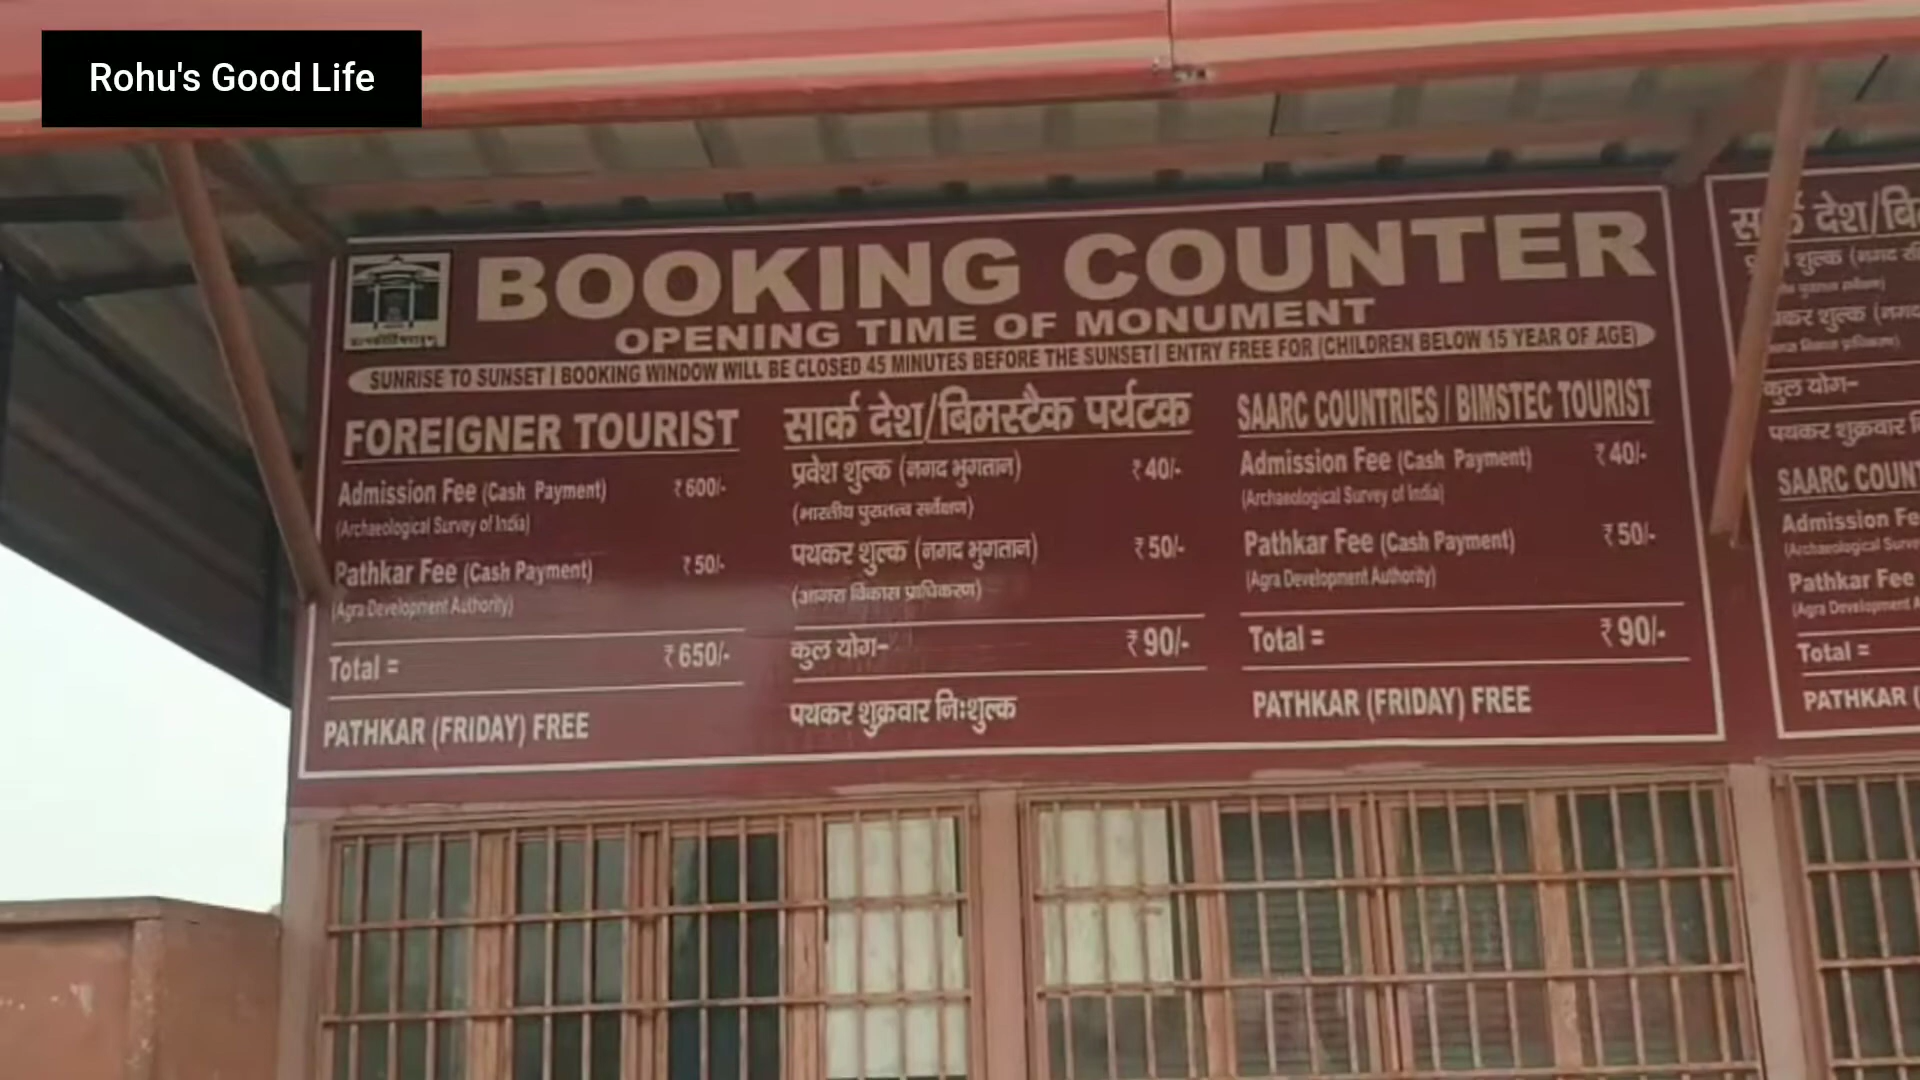 Rohu's Good Life
BOOKING COUNTER
OPENING TIME OF MONUMENT
SUNRISE TO SUNSET | BOOKING WINDOW WILL BE CLOSED 45 MINUTES BEFORE THE SUNSET| ENTRY FREE FOR (CHILDREN BELOW 15 YEAR OF AGE)
FOREIGNER TOURIST
Admission Fee (Cash Payment) ₹600/-
(Archaeological Survey of India)
Pathkar Fee (Cash Payment) ₹50/-
(Agra Development Authority)
Total = ₹650/-
PATHKAR (FRIDAY) FREE
सार्क देश/बिमस्टैक पर्यटक
प्रवेश शुल्क (नगद भुगतान) ₹40/-
(भारतीय पुरातत्व सर्वेक्षण)
पथकर शुल्क (नगद भुगतान) ₹50/-
(आगरा विकास प्राधिकरण)
कुल योग- ₹90/-
पथकर शुक्रवार निःशुल्क
SAARC COUNTRIES / BIMSTEC TOURIST
Admission Fee (Cash Payment) ₹40/-
(Archaeological Survey of India)
Pathkar Fee (Cash Payment) ₹50/-
(Agra Development Authority)
Total = ₹90/-
PATHKAR (FRIDAY) FREE
सार्क देश/बि
शुल्क (नगद
शुल्क (नगद
कुल योग-
पथकर शुक्रवार
SAARC COUN
Admission Fe
(Archaeological Surve
Pathkar Fee
(Agra Development A
Total =
PATHKAR (